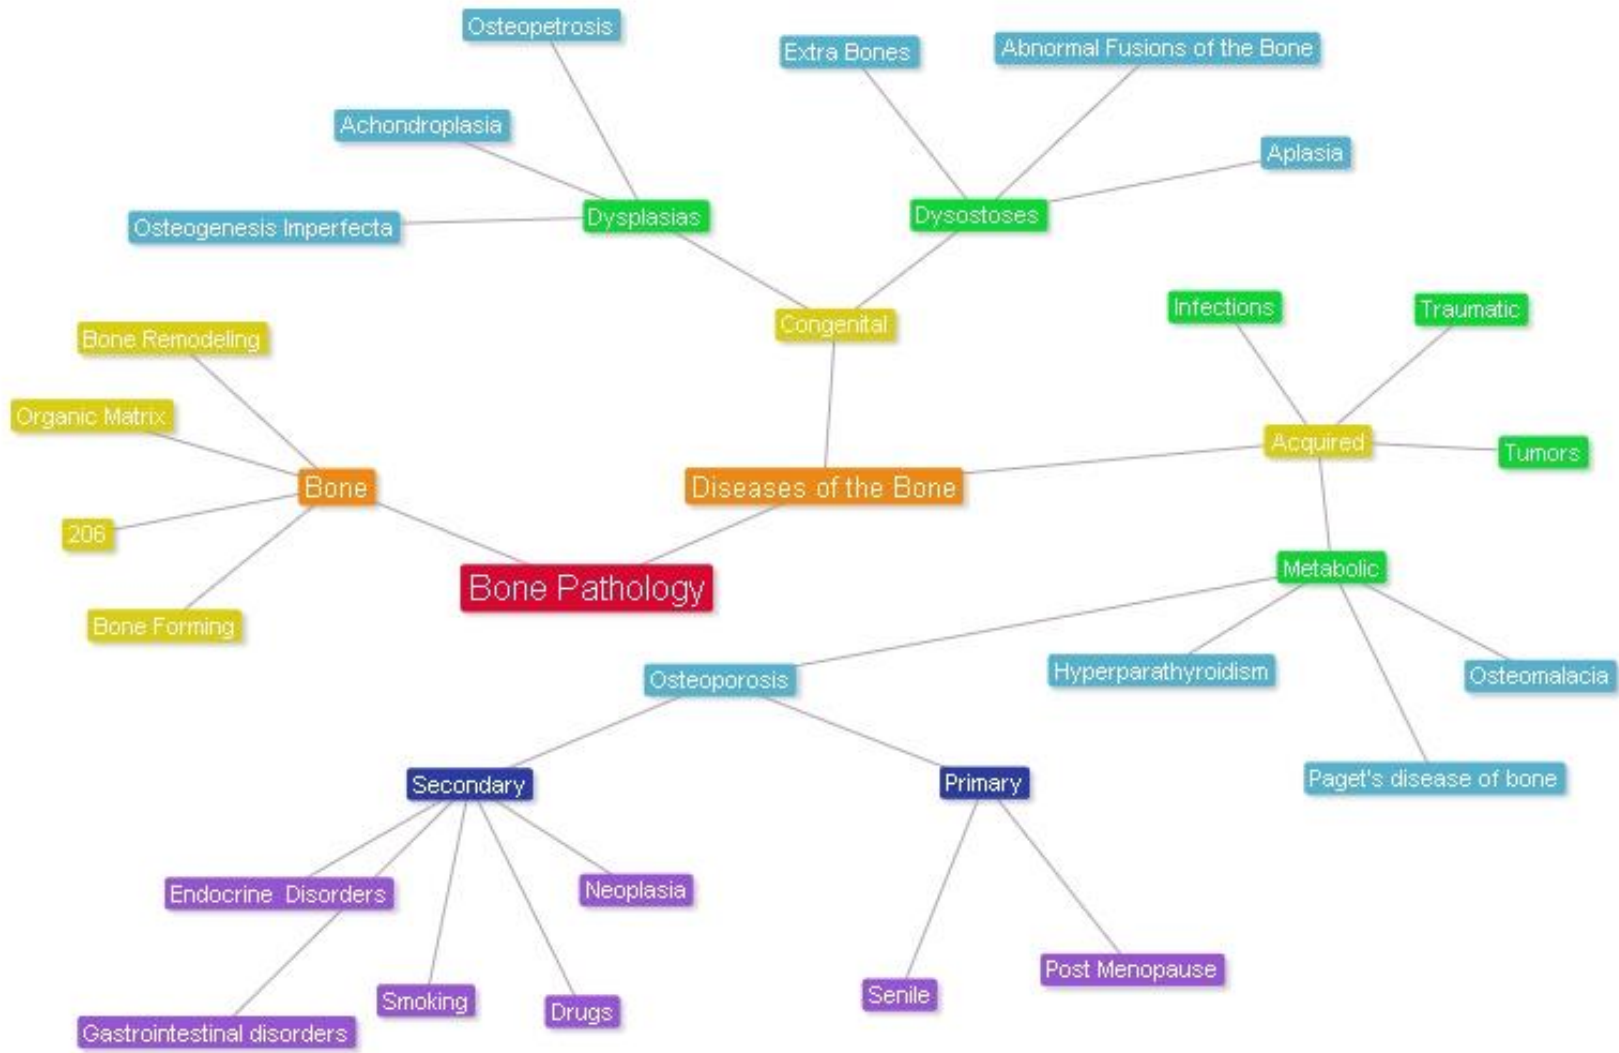 Osteopetrosis
Extra Bones
Abnormal Fusions of the Bone
Achondroplasia
Aplasia
Osteogenesis Imperfecta
Dysplasias
Dysostoses
Infections
Traumatic
Congenital
Bone Remodeling
Organic Matrix
Acquired
Tumors
Bone
Diseases of the Bone
206
Bone Pathology
Metabolic
Bone Forming
Osteoporosis
Hyperparathyroidism
Osteomalacia
Secondary
Primary
Paget's disease of bone
Endocrine Disorders
Neoplasia
Post Menopause
Smoking
Senile
Drugs
Gastrointestinal disorders